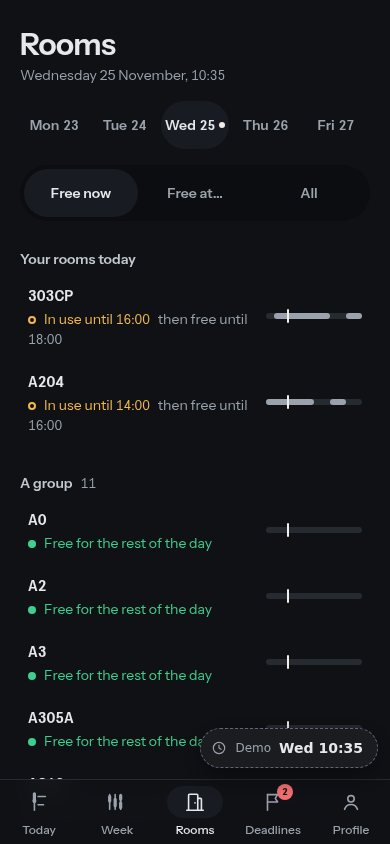 Rooms
Wednesday 25 November, 10:35
Mon 23
Tue 24
Wed 25
Thu 26
Fri 27
Free now
Free at...
All
Your rooms today
303CP
In use until 16:00 then free until
18:00
A204
In use until 14:00 then free until
16:00
A group 11
A0
Free for the rest of the day
A2
Free for the rest of the day
A3
Free for the rest of the day
A305A
Free for the rest of the da
Demo Wed 10:35
2
Today
Week
Rooms
Deadlines
Profile